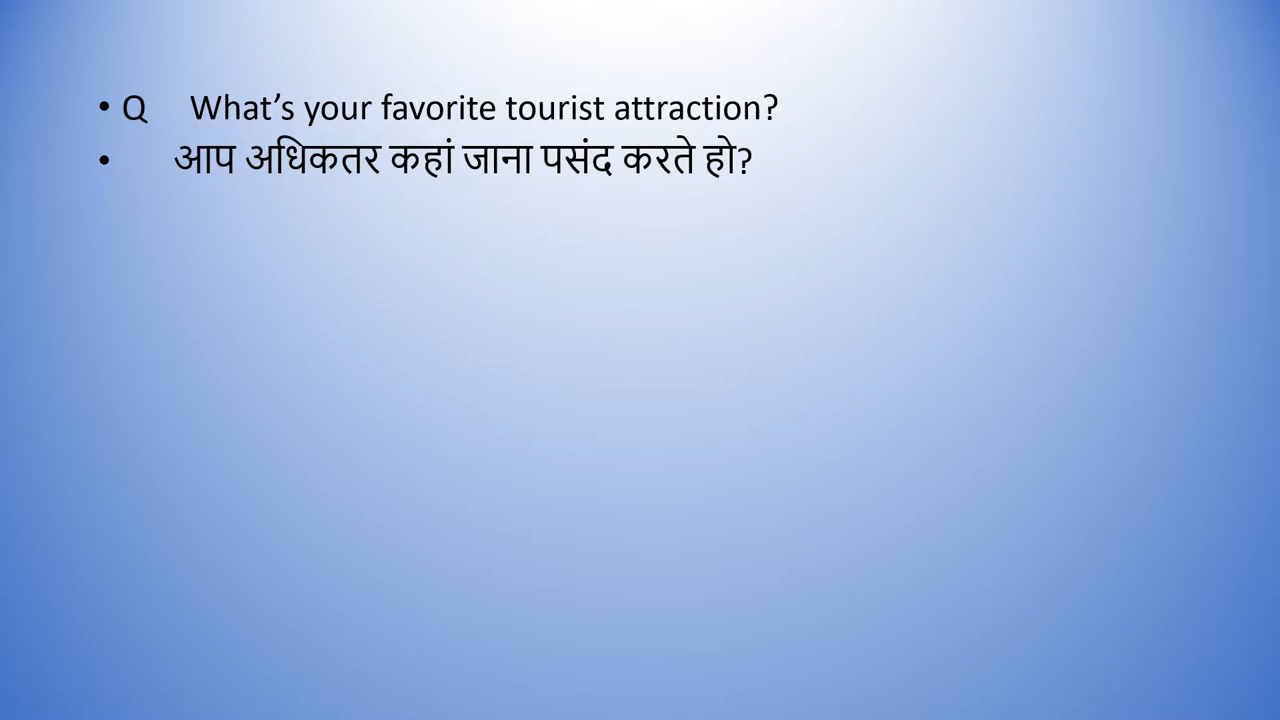 • Q What’s your favorite tourist attraction?
• आप अधिकतर कहां जाना पसंद करते हो?